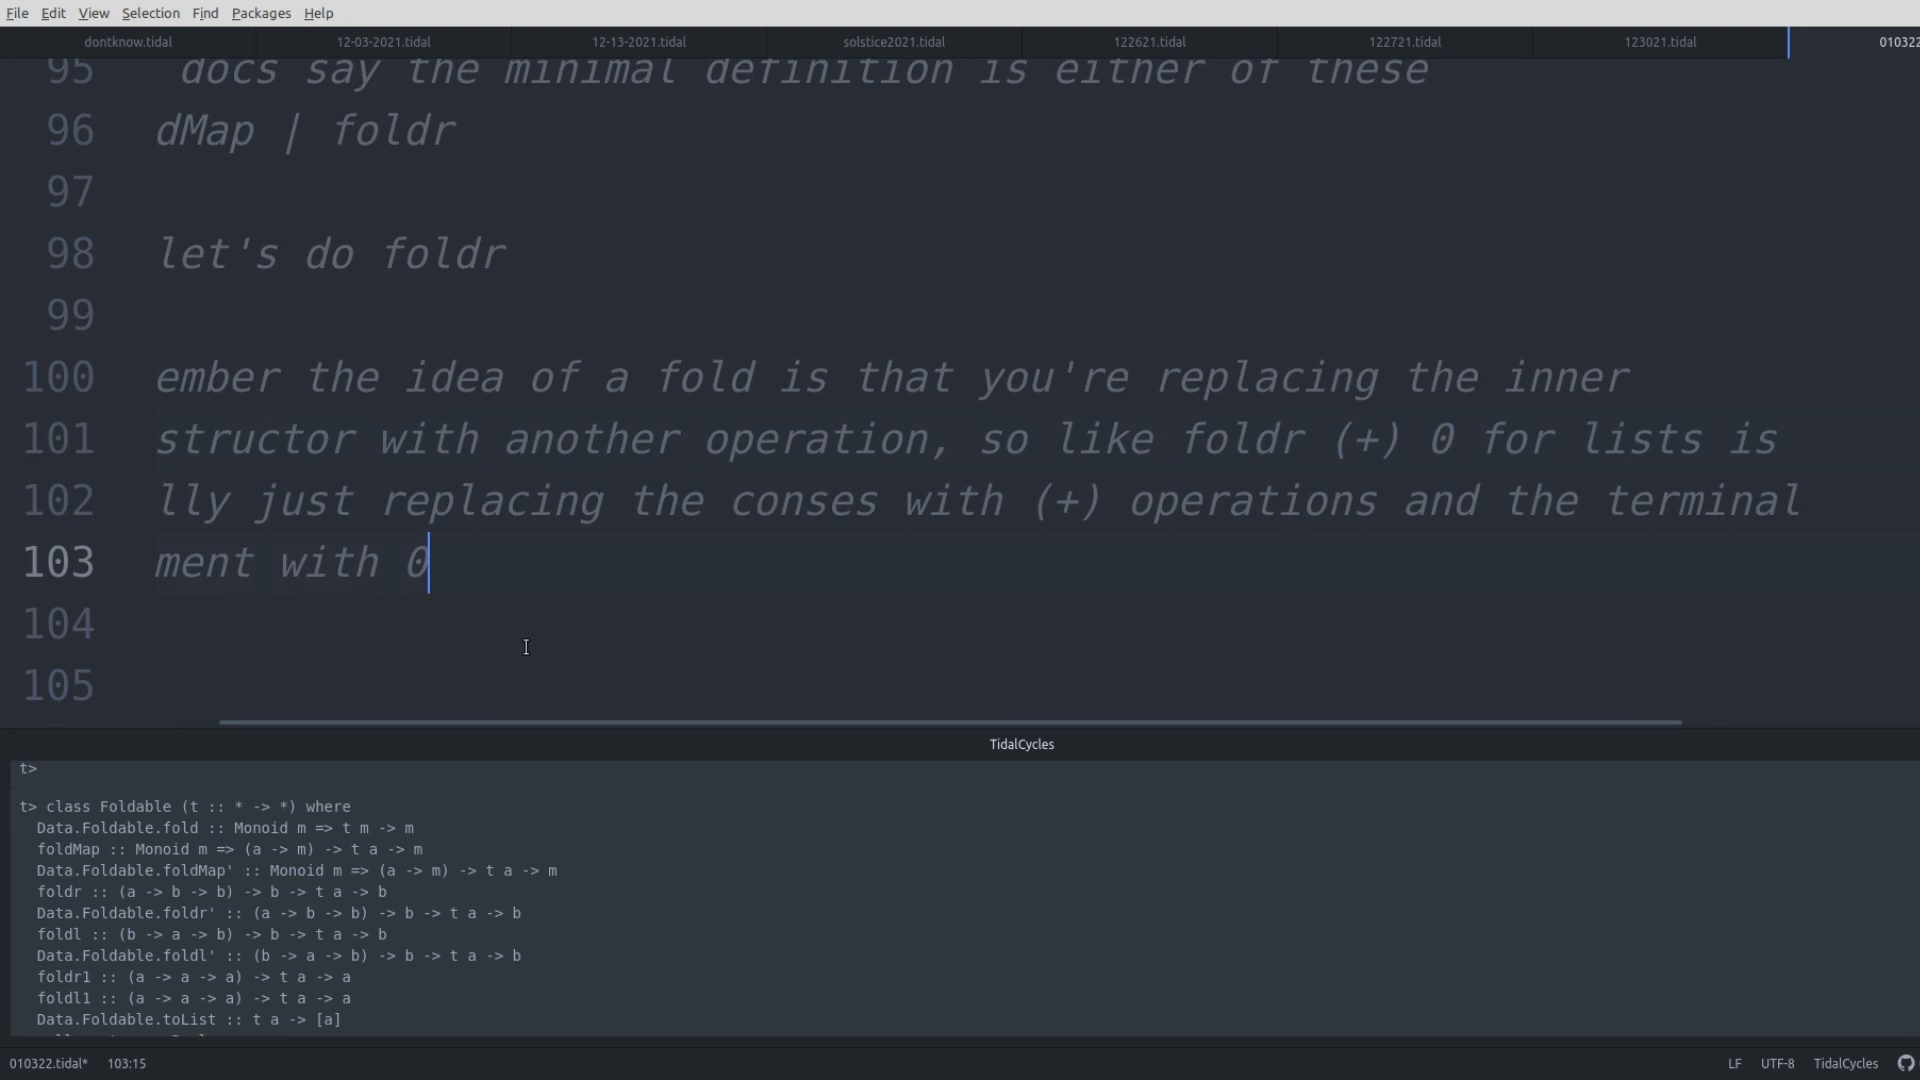 File Edit View Selection Find Packages Help
dontknow.tidal 12-03-2021.tidal 12-13-2021.tidal solstice2021.tidal 122621.tidal 122721.tidal 123021.tidal 010322
95 docs say the minimal definition is either of these
96 dMap | foldr
97
98 let's do foldr
99
100 ember the idea of a fold is that you're replacing the inner
101 structor with another operation, so like foldr (+) 0 for lists is
102 lly just replacing the conses with (+) operations and the terminal
103 ment with 0
104
105
TidalCycles
t>
t> class Foldable (t :: * -> *) where
Data.Foldable.fold :: Monoid m => t m -> m
foldMap :: Monoid m => (a -> m) -> t a -> m
Data.Foldable.foldMap' :: Monoid m => (a -> m) -> t a -> m
foldr :: (a -> b -> b) -> b -> t a -> b
Data.Foldable.foldr' :: (a -> b -> b) -> b -> t a -> b
foldl :: (b -> a -> b) -> b -> t a -> b
Data.Foldable.foldl' :: (b -> a -> b) -> b -> t a -> b
foldr1 :: (a -> a -> a) -> t a -> a
foldl1 :: (a -> a -> a) -> t a -> a
Data.Foldable.toList :: t a -> [a]
010322.tidal* 103:15 LF UTF-8 TidalCycles